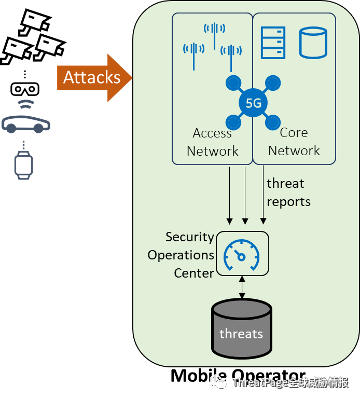 Attacks
5G
Access
Network
Core
Network
threat
reports
Security
Operations
Center
threats
Mobile Operator
ThreatPage全球威胁情报